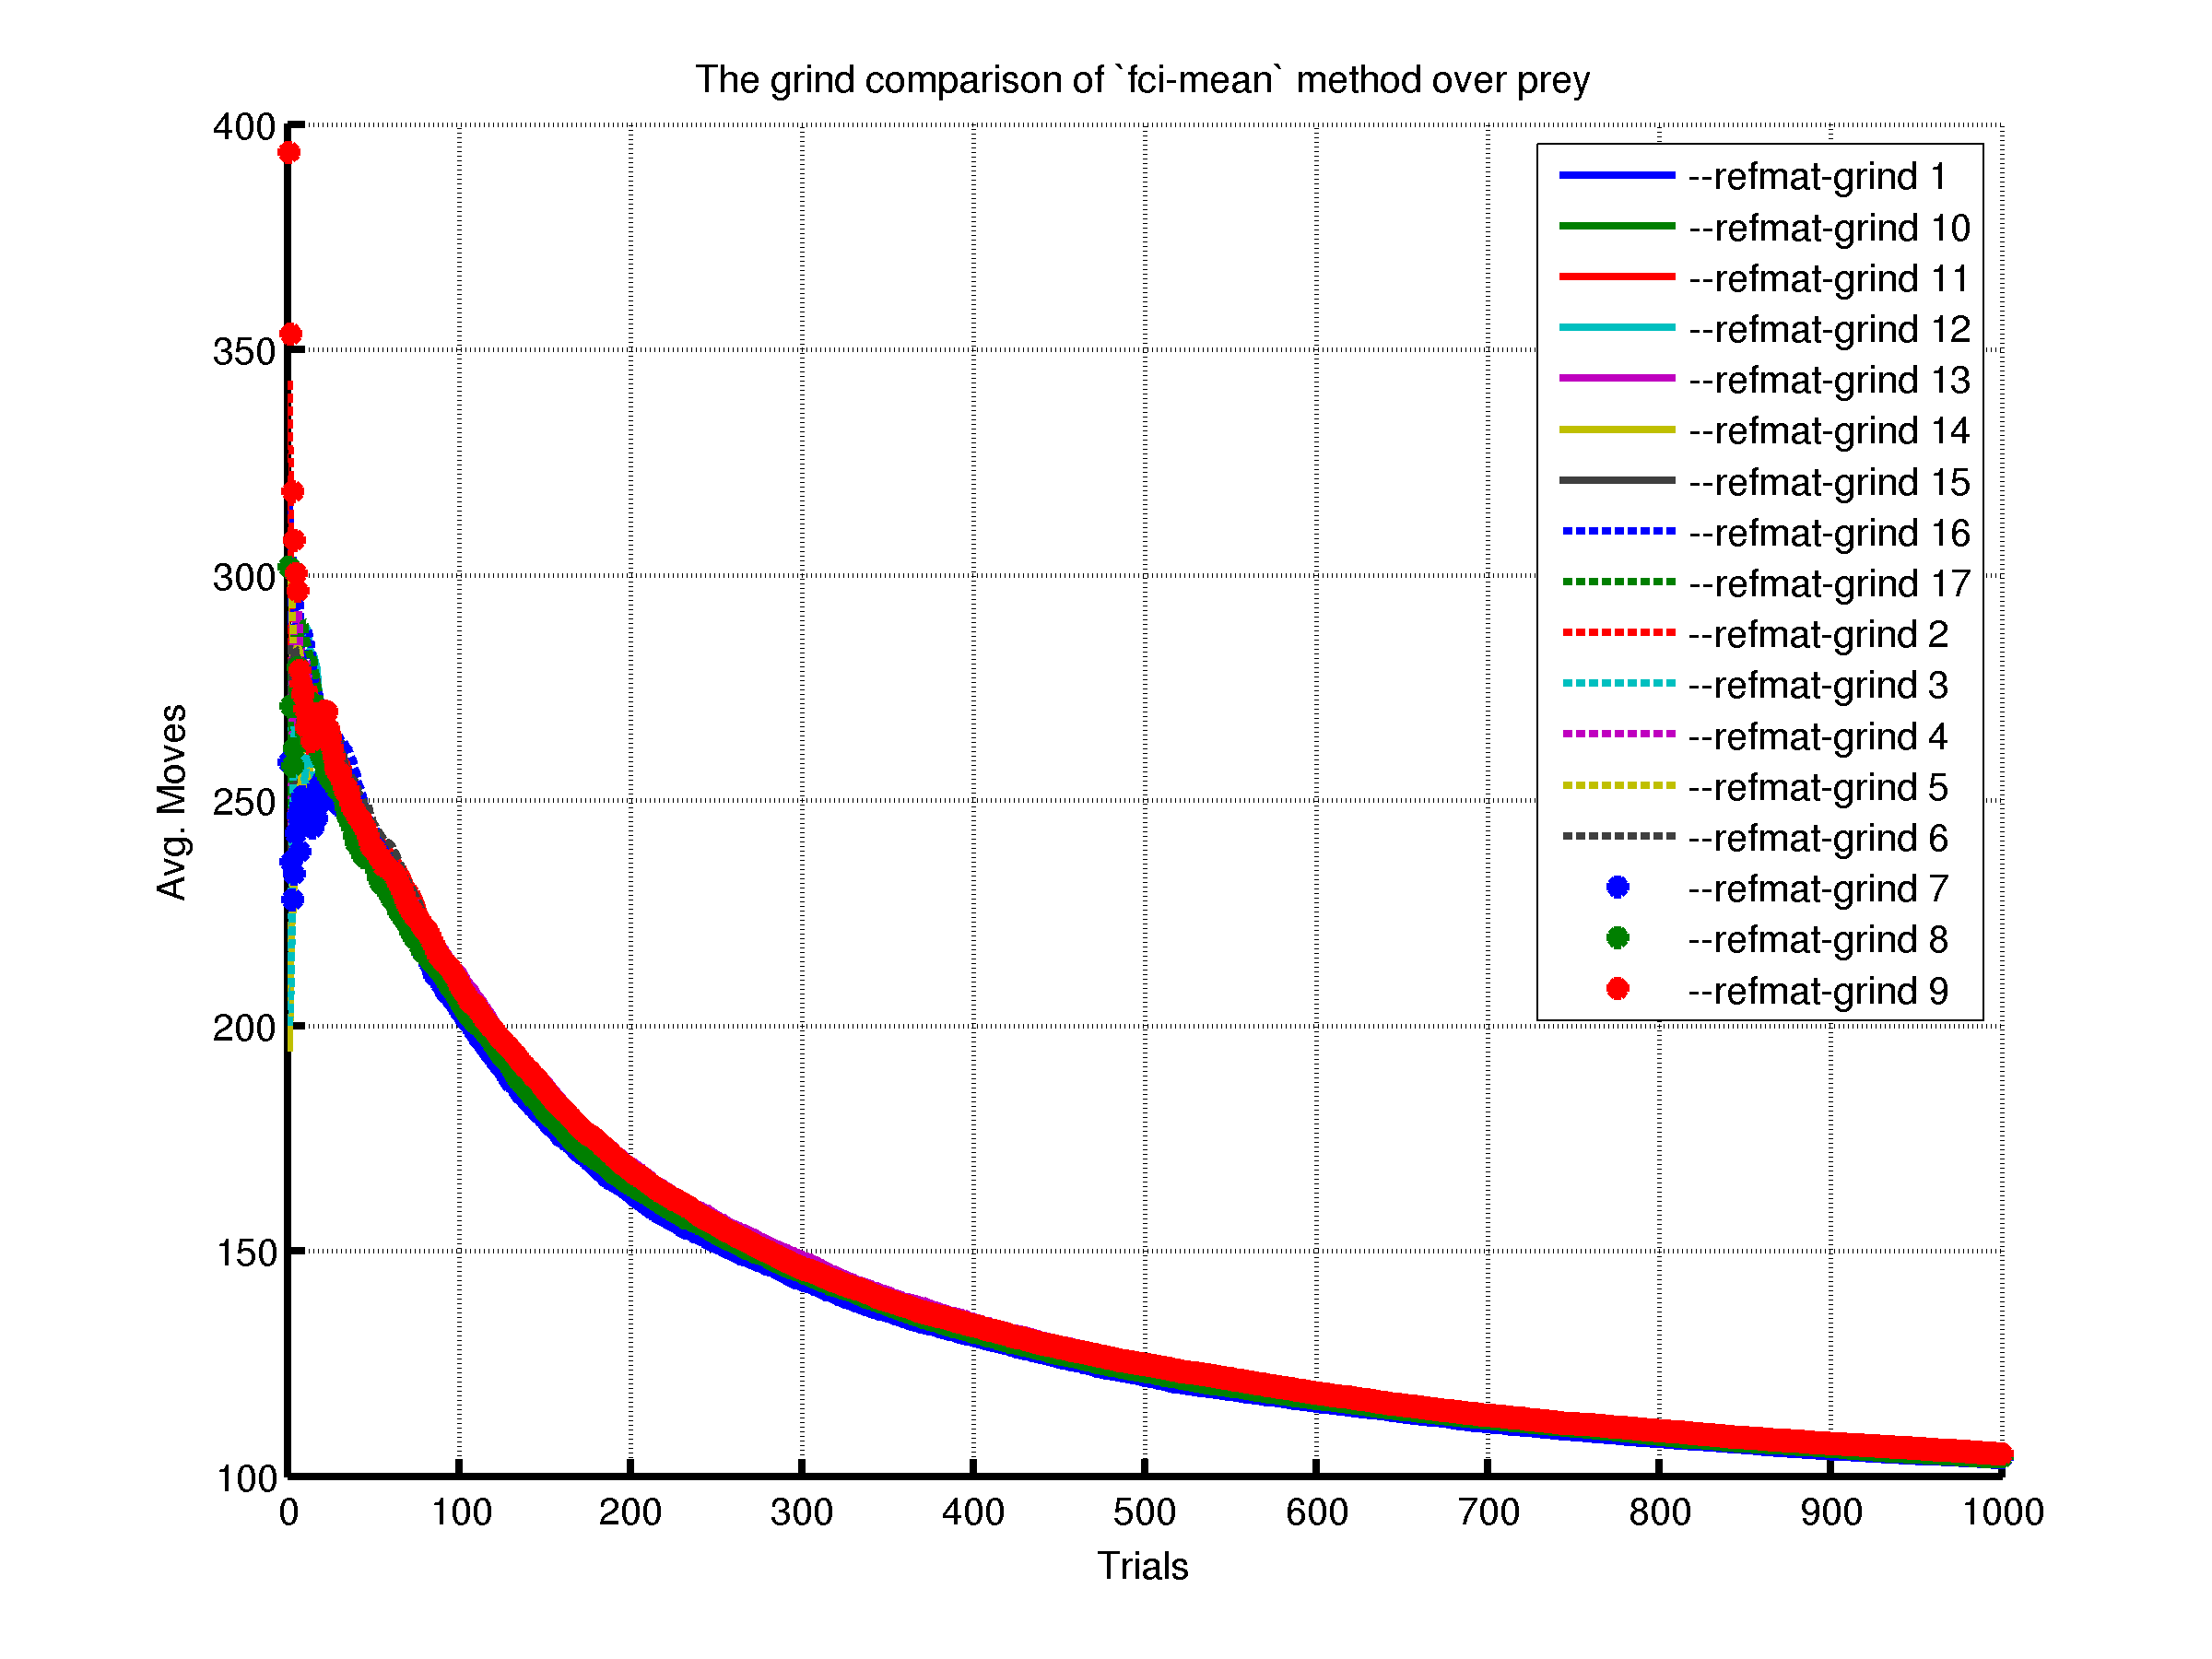 The grind comparison of `fci-mean` method over prey
400
350
300
250
200
150
100
Avg. Moves
0 100 200 300 400 500 600 700 800 900 1000
Trials
--refmat-grind 1
--refmat-grind 10
--refmat-grind 11
--refmat-grind 12
--refmat-grind 13
--refmat-grind 14
--refmat-grind 15
--refmat-grind 16
--refmat-grind 17
--refmat-grind 2
--refmat-grind 3
--refmat-grind 4
--refmat-grind 5
--refmat-grind 6
--refmat-grind 7
--refmat-grind 8
--refmat-grind 9